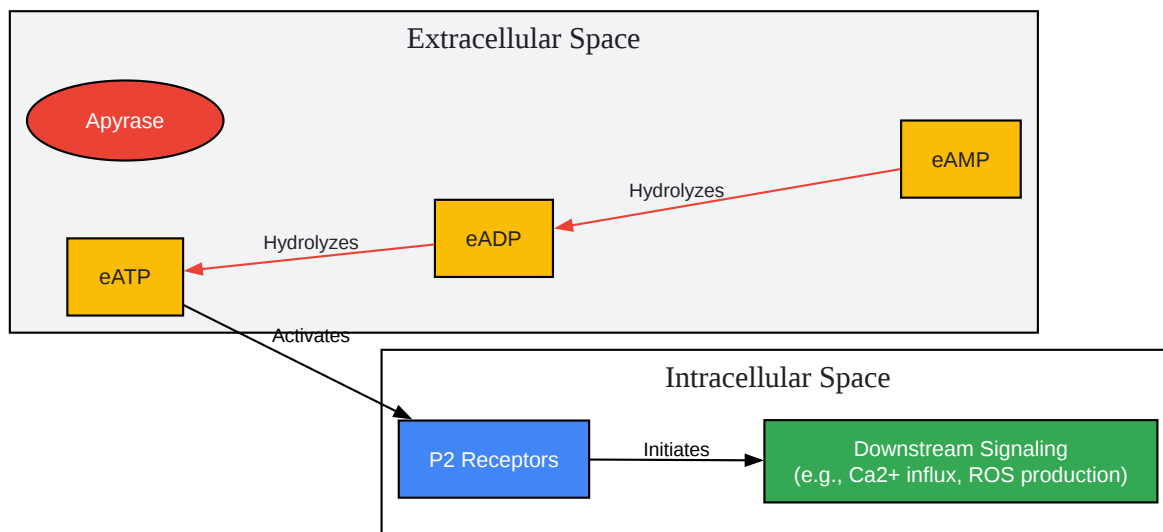 Extracellular Space
Apyrase
eAMP
Hydrolyzes
eADP
Hydrolyzes
eATP
Activates
Intracellular Space
P2 Receptors
Initiates
Downstream Signaling
(e.g., Ca2+ influx, ROS production)